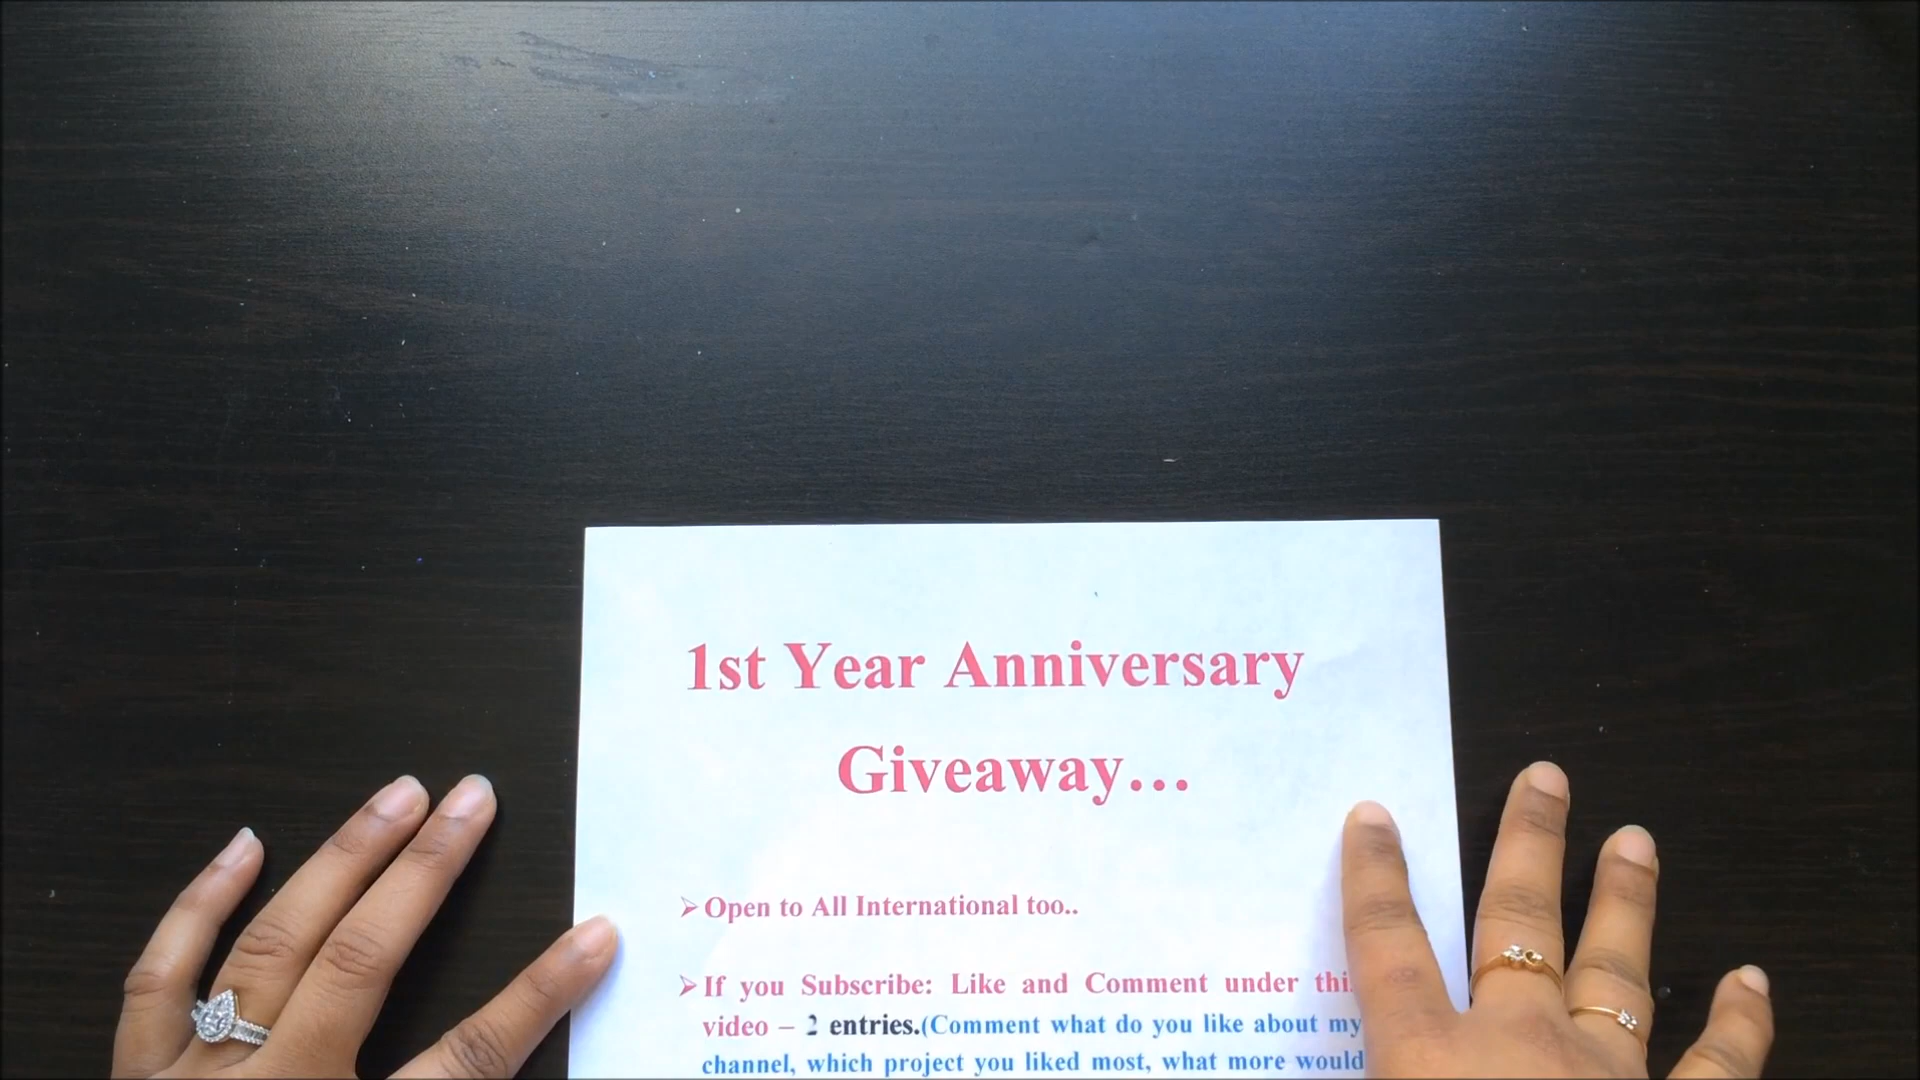 1st Year Anniversary
Giveaway...
➢Open to All International too..
➢If you Subscribe: Like and Comment under thi
video – 2 entries.(Comment what do you like about my
channel, which project you liked most, what more would